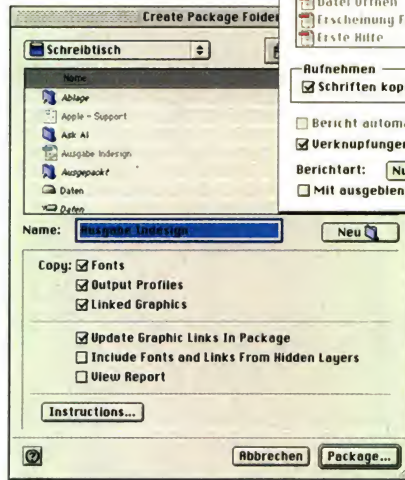 Create Package Folder
Schreibtisch
Name
Ablage
Apple - Support
Ask AI
Ausgabe Indesign
Ausgepackt
Daten
Daten
Name: Ausgabe Indesign
Neu
Copy: Fonts
Output Profiles
Linked Graphics
Update Graphic Links In Package
Include Fonts and Links From Hidden Layers
View Report
Instructions...
Abbrechen
Package...
Datei Öffnen
Erscheinung F
Erste Hilfe
Aufnehmen
Schriften kop
Bericht automa
Verknüpfungen
Berichtart: Nu
Mit ausgeblen